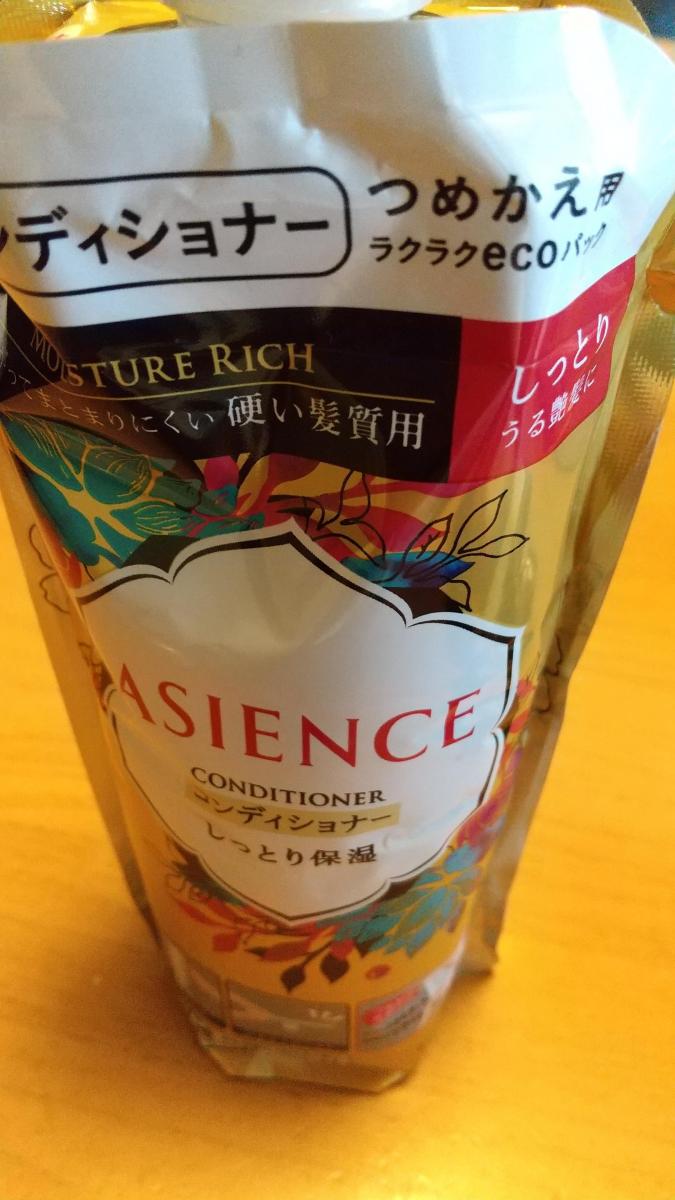 ンディショナー
つめかえ用
ラクラクecoパック
MOISTURE RICH
ってまとまりにくい 硬い髪質用
しっとり
うる艶髪に
ASIENCE
CONDITIONER
コンディショナー
しっとり保湿